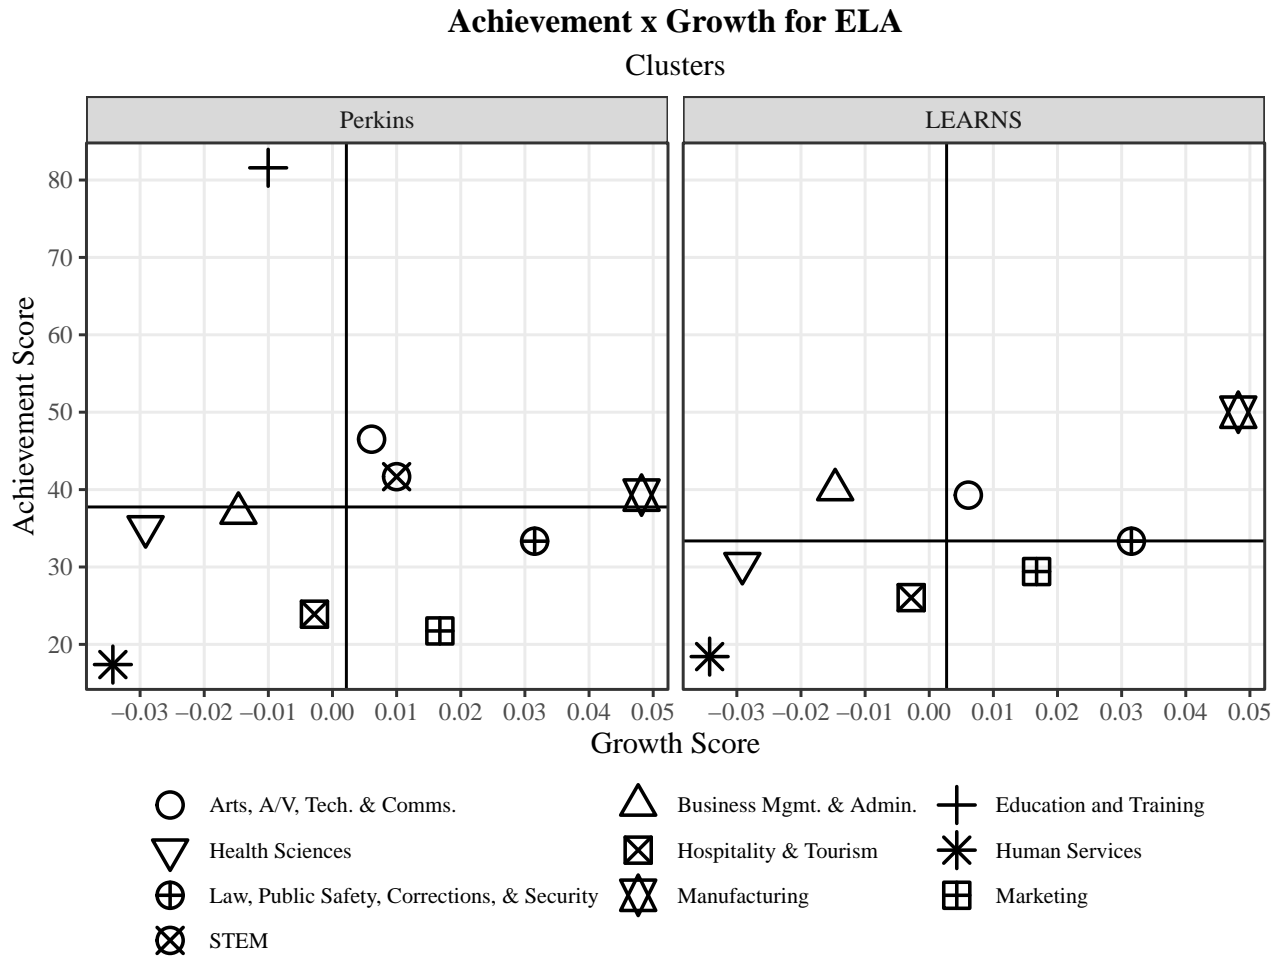 Achievement x Growth for ELA
Clusters
Perkins
LEARNS
Achievement Score
80
70
60
50
40
30
20
−0.03 −0.02 −0.01 0.00 0.01 0.02 0.03 0.04 0.05
−0.03 −0.02 −0.01 0.00 0.01 0.02 0.03 0.04 0.05
Growth Score
Arts, A/V, Tech. & Comms.
Business Mgmt. & Admin.
Education and Training
Health Sciences
Hospitality & Tourism
Human Services
Law, Public Safety, Corrections, & Security
Manufacturing
Marketing
STEM